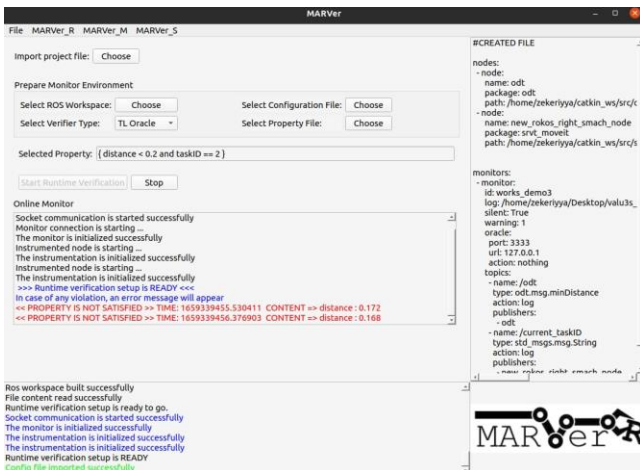 MARVer
File MARVer_R MARVer_M MARVer_S
Import project file: Choose
Prepare Monitor Environment
Select ROS Workspace: Choose Select Configuration File: Choose
Select Verifier Type: TL Oracle Select Property File: Choose
Selected Property: { distance < 0.2 and taskID == 2 }
Start Runtime Verification Stop
Online Monitor
Socket communication is started successfully
Monitor connection is starting ...
The monitor is initialized successfully
Instrumented node is starting ...
The instrumentation is initialized successfully
Instrumented node is starting ...
The instrumentation is initialized successfully
>>> Runtime verification setup is READY <<<
In case of any violation, an error message will appear
<< PROPERTY IS NOT SATISFIED >> TIME: 1659339455.530411 CONTENT => distance : 0.172
<< PROPERTY IS NOT SATISFIED >> TIME: 1659339456.376903 CONTENT => distance : 0.168
Ros workspace built successfully
File content read successfully
Runtime verification setup is ready to go.
Socket communication is started successfully
The monitor is initialized successfully
The instrumentation is initialized successfully
The instrumentation is initialized successfully
Runtime verification setup is READY
Config file imported successfully
#CREATED FILE
nodes:
- node:
name: odt
package: odt
path: /home/zekeriyya/catkin_ws/src/c
- node:
name: new_rokos_right_smach_node
package: srvt_moveit
path: /home/zekeriyya/catkin_ws/src/s
monitors:
- monitor:
id: works_demo3
log: /home/zekeriyya/Desktop/valu3s_
silent: True
warning: 1
oracle:
port: 3333
url: 127.0.0.1
action: nothing
topics:
- name: /odt
type: odt.msg.minDistance
action: log
publishers:
- odt
- name: /current_taskID
type: std_msgs.msg.String
action: log
publishers:
- new_rokos_right_smach_node
MARVer R